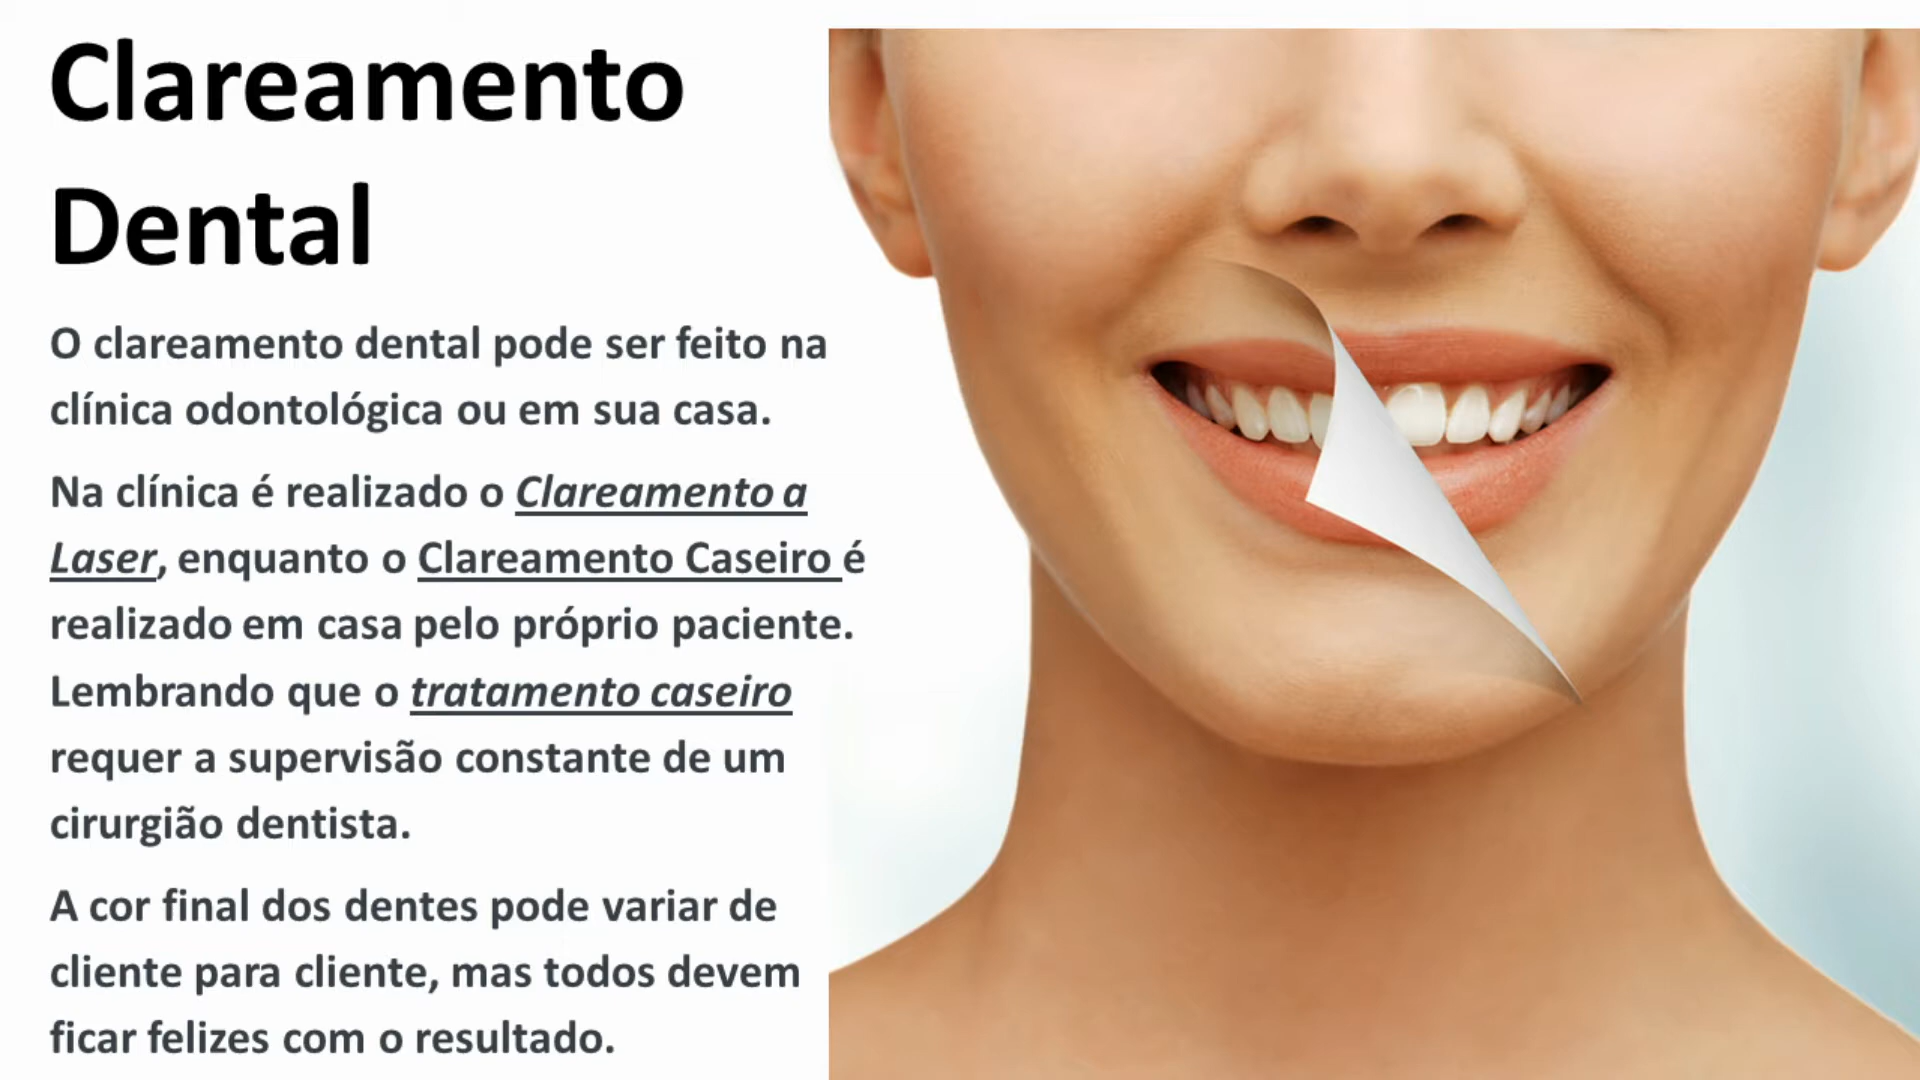 Clareamento
Dental
O clareamento dental pode ser feito na
clínica odontológica ou em sua casa.
Na clínica é realizado o Clareamento a
Laser, enquanto o Clareamento Caseiro é
realizado em casa pelo próprio paciente.
Lembrando que o tratamento caseiro
requer a supervisão constante de um
cirurgião dentista.
A cor final dos dentes pode variar de
cliente para cliente, mas todos devem
ficar felizes com o resultado.